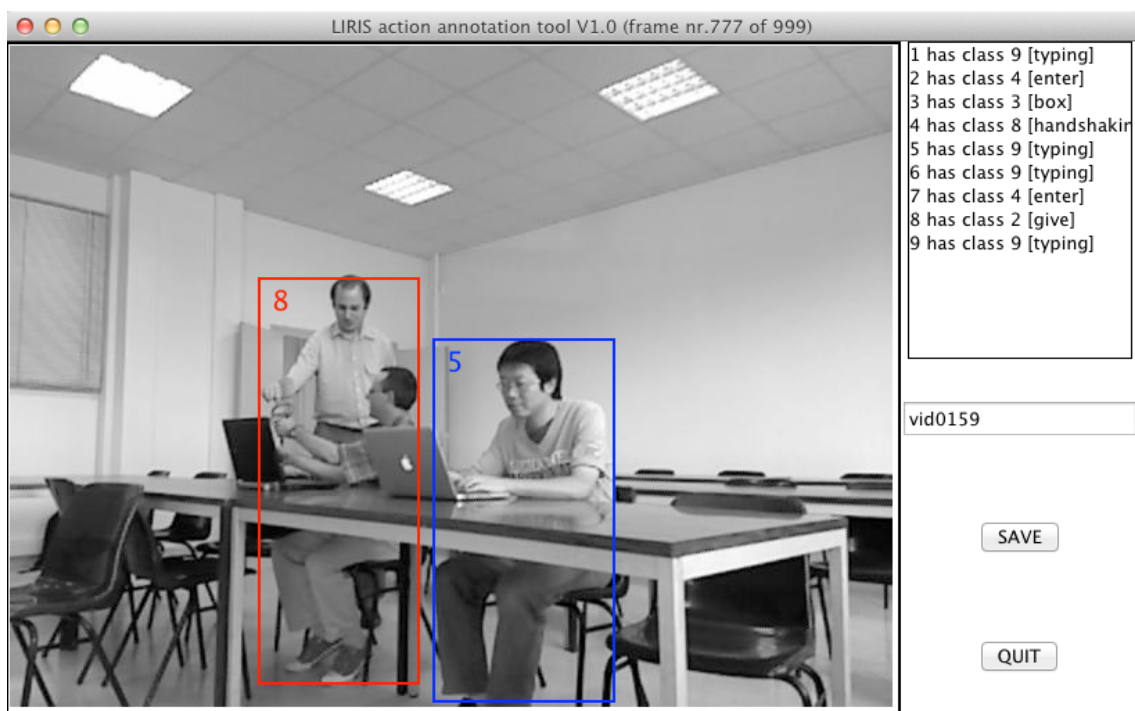 LIRIS action annotation tool V1.0 (frame nr.777 of 999)
1 has class 9 [typing]
2 has class 4 [enter]
3 has class 3 [box]
4 has class 8 [handshakin
5 has class 9 [typing]
6 has class 9 [typing]
7 has class 4 [enter]
8 has class 2 [give]
9 has class 9 [typing]
8
5
vid0159
SAVE
QUIT